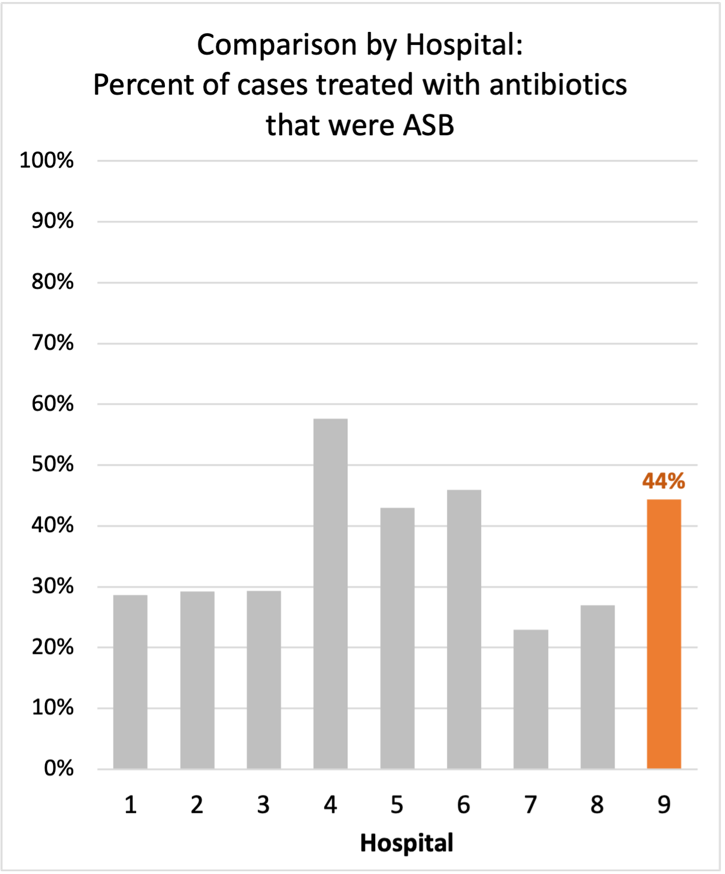 Comparison by Hospital:
Percent of cases treated with antibiotics
that were ASB
100%
90%
80%
70%
60%
50%
44%
40%
30%
20%
10%
0%
1 2 3 4 5 6 7 8 9
Hospital